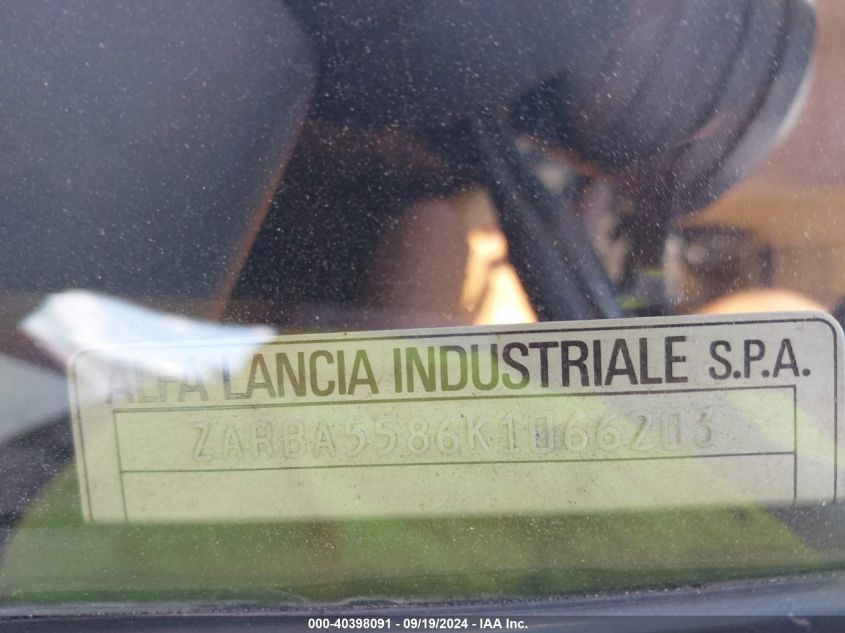 ALFA LANCIA INDUSTRIALE S.P.A.
ZARBA5586K1066203
000-40398091 - 09/19/2024 - IAA Inc.